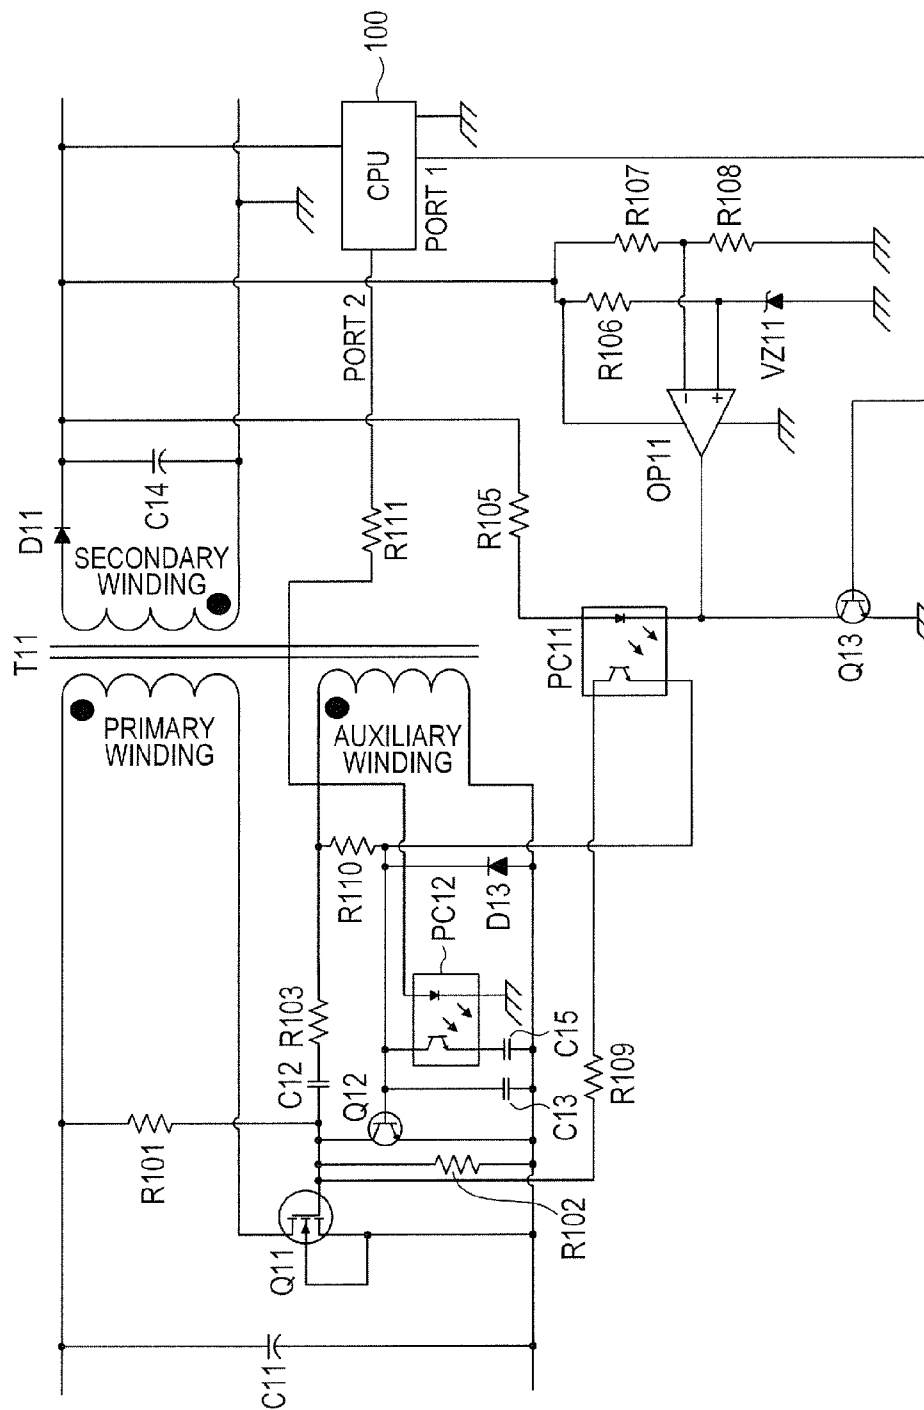 T11
D11
SECONDARY
WINDING
C14
100
CPU
PORT 1
PORT 2
R111
R105
R107
R108
R106
VZ11
OP11
PC11
Q13
PRIMARY
WINDING
AUXILIARY
WINDING
R110
D13
PC12
R103
C12
Q12
C15
C13
R109
R101
R102
Q11
C11
−
+